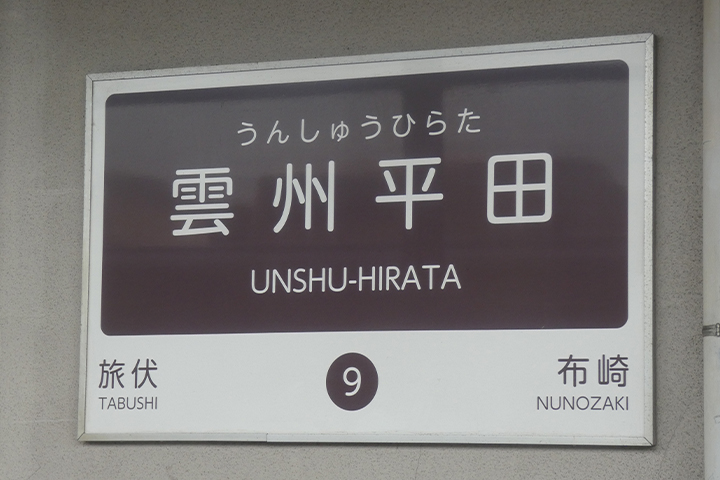 うんしゅうひらた
雲州平田
UNSHU-HIRATA
旅伏
TABUSHI
9
布崎
NUNOZAKI